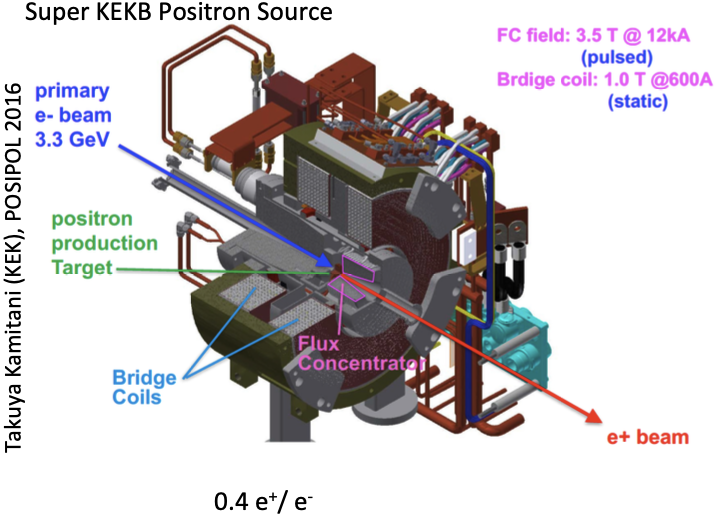 Super KEKB Positron Source
Takuya Kamitani (KEK), POSIPOL 2016
FC field: 3.5 T @ 12kA
(pulsed)
Brdige coil: 1.0 T @600A
(static)
primary
e- beam
3.3 GeV
positron
production
Target
Flux
Concentrator
Bridge
Coils
e+ beam
0.4 e⁺/ e⁻